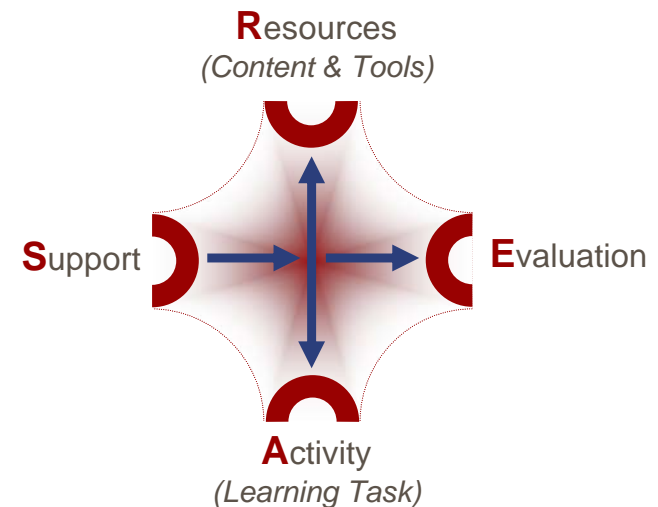 Resources
(Content & Tools)
Support
Evaluation
Activity
(Learning Task)